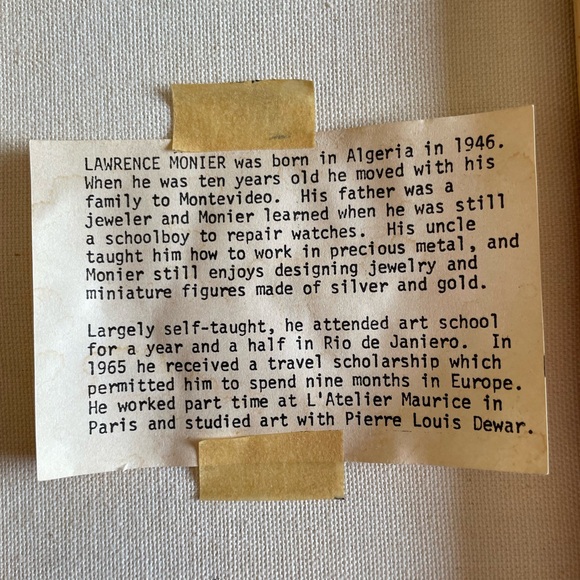 LAWRENCE MONIER was born in Algeria in 1946.
When he was ten years old he moved with his
family to Montevideo.  His father was a
jeweler and Monier learned when he was still
a schoolboy to repair watches.  His uncle
taught him how to work in precious metal, and
Monier still enjoys designing jewelry and
miniature figures made of silver and gold.

Largely self-taught, he attended art school
for a year and a half in Rio de Janiero.  In
1965 he received a travel scholarship which
permitted him to spend nine months in Europe.
He worked part time at L'Atelier Maurice in
Paris and studied art with Pierre Louis Dewar.